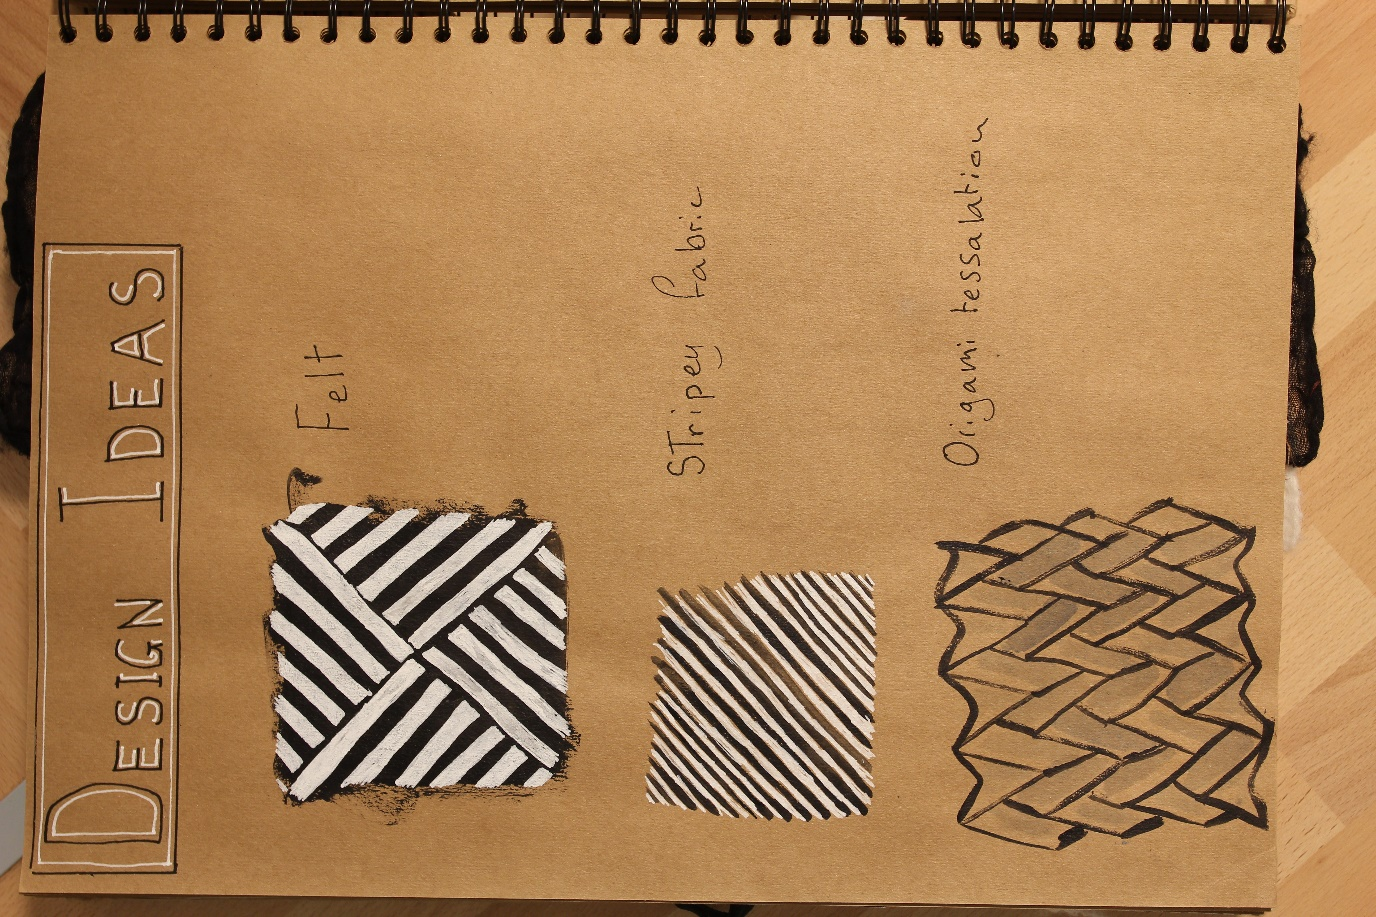 DESIGN IDEAS
Felt
STripey fabric
Origami tessalation